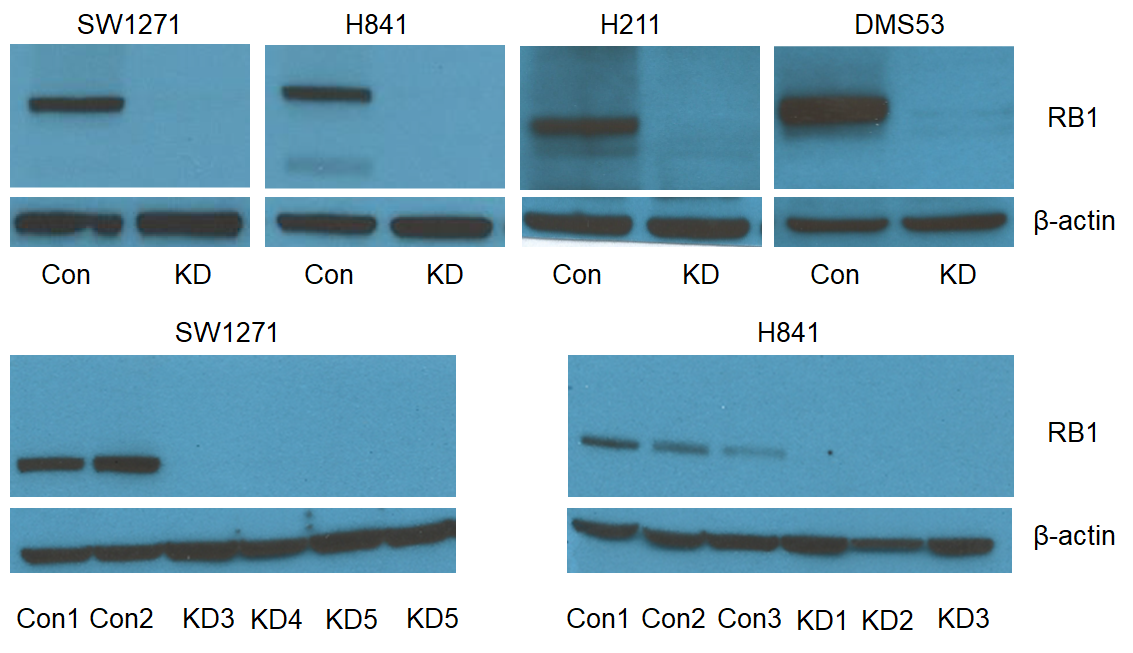 SW1271 H841 H211 DMS53
RB1
β-actin
Con KD Con KD Con KD Con KD
SW1271 H841
RB1
β-actin
Con1 Con2 KD3 KD4 KD5 KD5 Con1 Con2 Con3 KD1 KD2 KD3